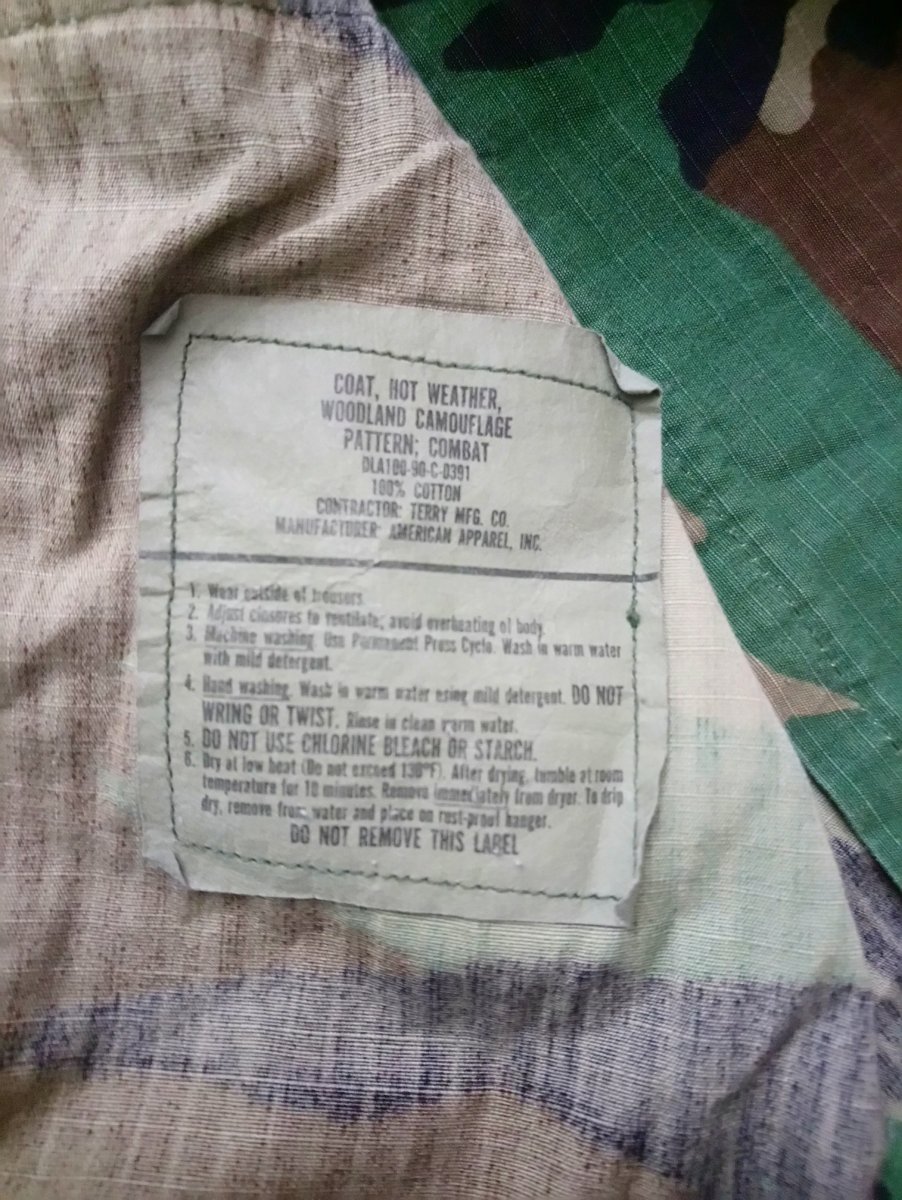 COAT, HOT WEATHER,
WOODLAND CAMOUFLAGE
PATTERN; COMBAT
DLA100-90-C-0391
100% COTTON
CONTRACTOR: TERRY MFG. CO.
MANUFACTURER: AMERICAN APPAREL, INC.
1. Wear outside of trousers.
2. Adjust closures to ventilate; avoid overheating of body.
3. Machine washing. Use Permanent Press Cycle. Wash in warm water
with mild detergent.
4. Hand washing. Wash in warm water using mild detergent. DO NOT
WRING OR TWIST. Rinse in clean warm water.
5. DO NOT USE CHLORINE BLEACH OR STARCH.
6. Dry at low heat (Do not exceed 130°F). After drying, tumble at room
temperature for 10 minutes. Remove immediately from dryer. To drip
dry, remove from water and place on rust-proof hanger.
DO NOT REMOVE THIS LABEL